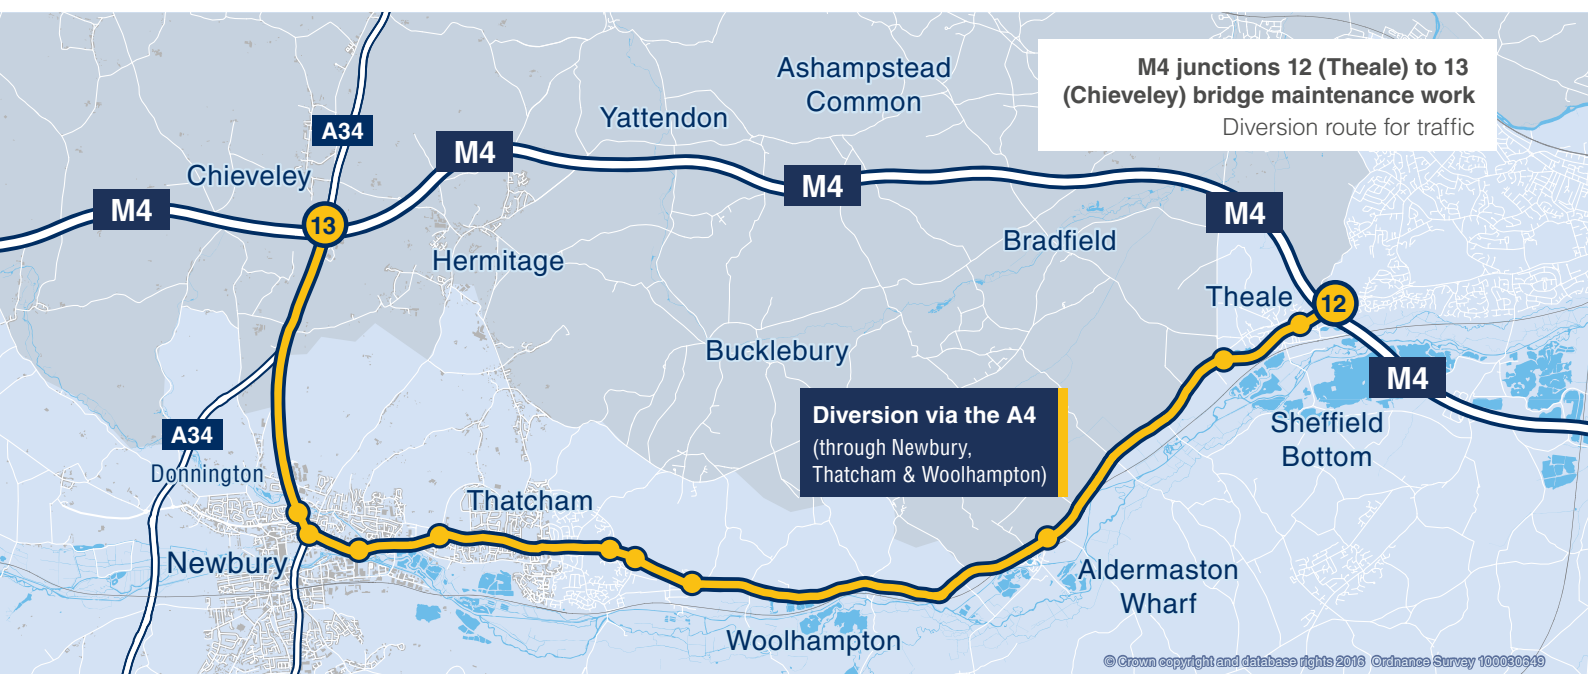 M4 junctions 12 (Theale) to 13
(Chieveley) bridge maintenance work
Diversion route for traffic
Ashampstead
Common
Yattendon
A34
M4
Chieveley
M4
M4
M4
13
Hermitage
Bradfield
Theale
12
Bucklebury
M4
Diversion via the A4
(through Newbury,
Thatcham & Woolhampton)
Sheffield
Bottom
A34
Donnington
Thatcham
Newbury
Aldermaston
Wharf
Woolhampton
© Crown copyright and database rights 2016 Ordnance Survey 100030649